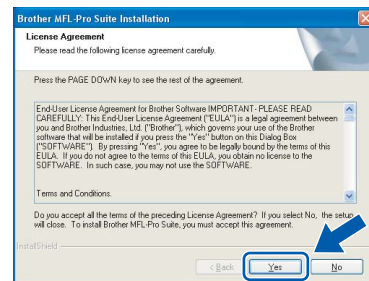 Brother MFL-Pro Suite Installation
License Agreement
Please read the following license agreement carefully.
Press the PAGE DOWN key to see the rest of the agreement.
End-User License Agreement for Brother Software IMPORTANT- PLEASE READ
CAREFULLY: This End-User License Agreement ("EULA") is a legal agreement between
you and Brother Industries, Ltd. ("Brother"), which governs your use of the Brother
software that will be installed if you press the "Yes" button on this Dialog Box
("SOFTWARE"). By pressing "Yes", you agree to be legally bound by the terms of this
EULA. If you do not agree to the terms of this EULA, you obtain no license to the
SOFTWARE. In such case, you may not use the SOFTWARE.
Terms and Conditions.
Do you accept all the terms of the preceding License Agreement? If you select No, the setup
will close. To install Brother MFL-Pro Suite, you must accept this agreement.
InstallShield
< Back Yes No